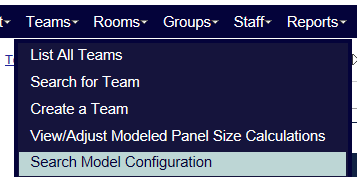 Teams Rooms Groups Staff Reports
List All Teams
Search for Team
Create a Team
View/Adjust Modeled Panel Size Calculations
Search Model Configuration